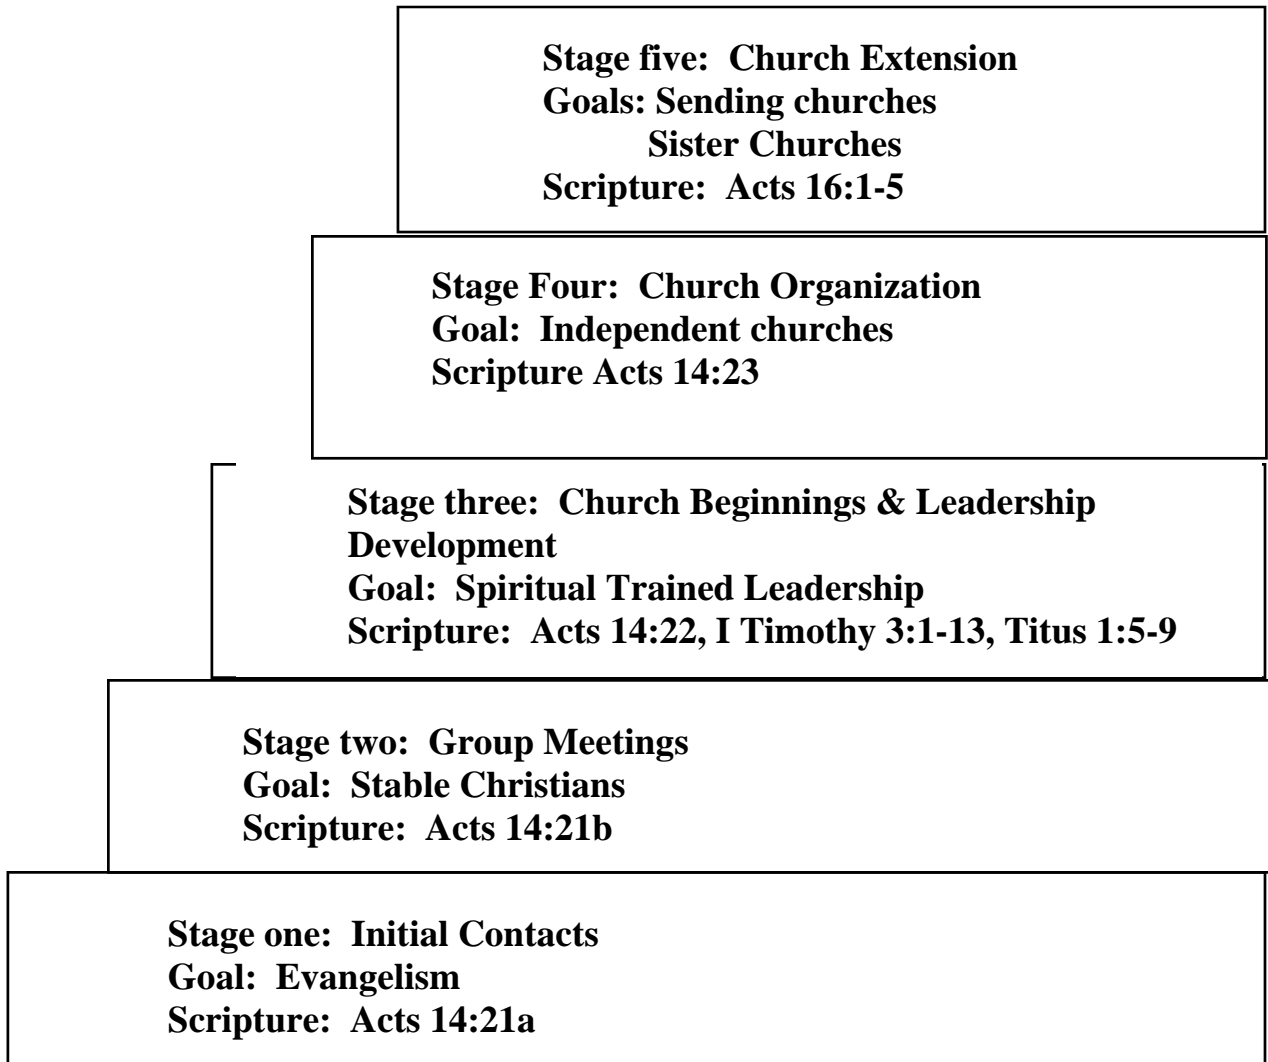 Stage five:  Church Extension
Goals: Sending churches
Sister Churches
Scripture:  Acts 16:1-5
Stage Four:  Church Organization
Goal:  Independent churches
Scripture Acts 14:23
Stage three:  Church Beginnings & Leadership
Development
Goal:  Spiritual Trained Leadership
Scripture:  Acts 14:22, I Timothy 3:1-13, Titus 1:5-9
Stage two:  Group Meetings
Goal:  Stable Christians
Scripture:  Acts 14:21b
Stage one:  Initial Contacts
Goal:  Evangelism
Scripture:  Acts 14:21a